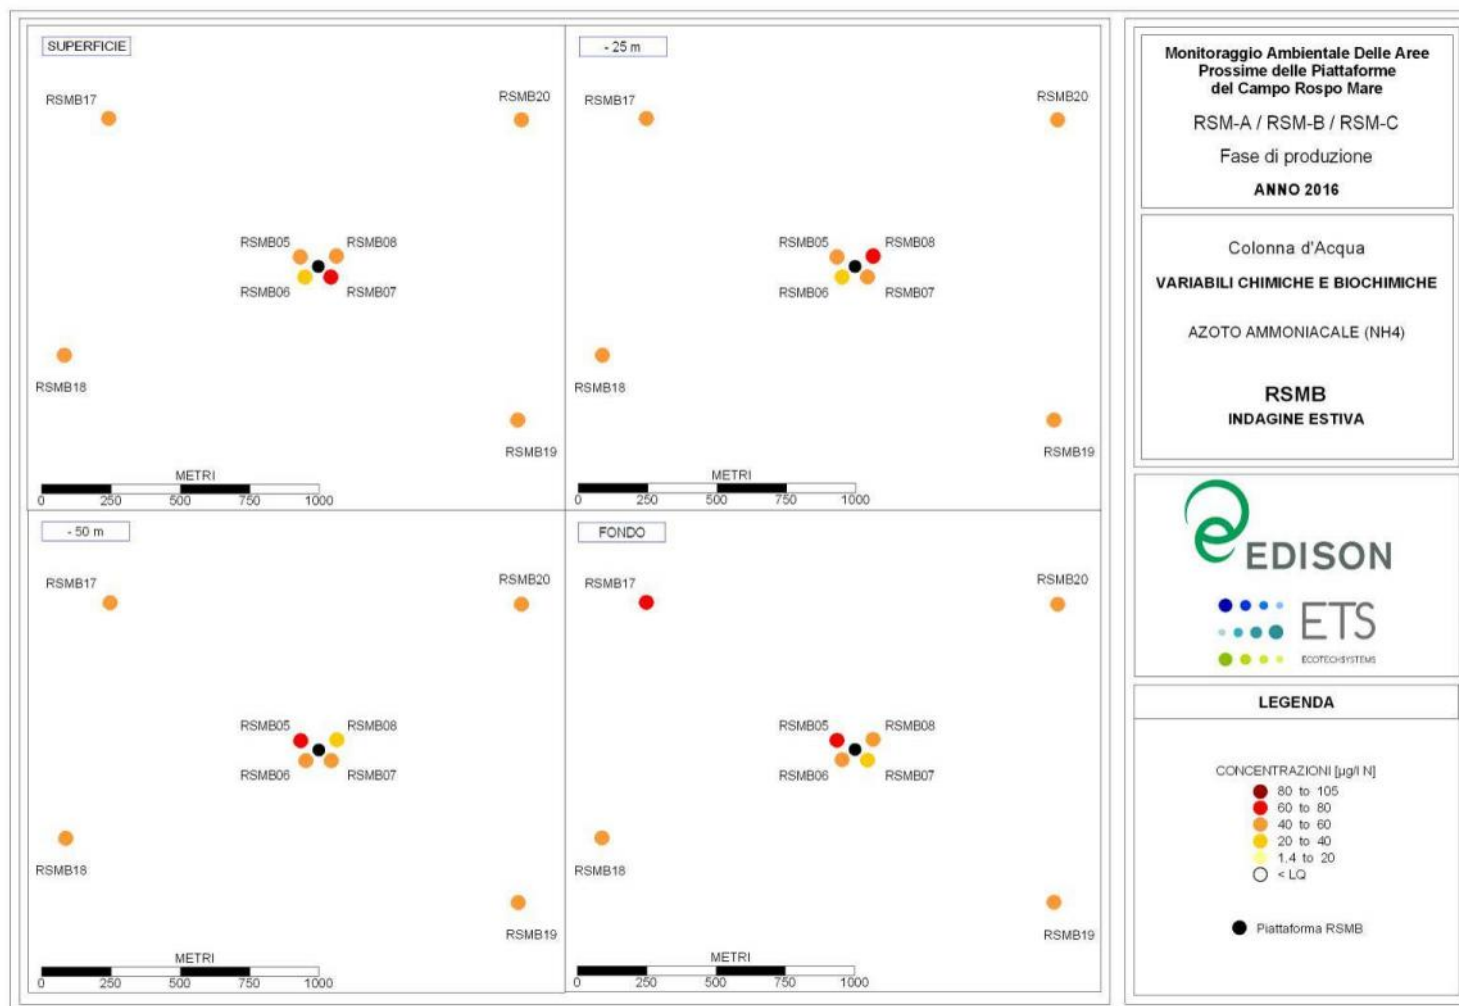 SUPERFICIE
RSMB17
RSMB20
RSMB05
RSMB08
RSMB06
RSMB07
RSMB18
RSMB19
METRI
0 250 500 750 1000
- 25 m
RSMB17
RSMB20
RSMB05
RSMB08
RSMB06
RSMB07
RSMB18
RSMB19
METRI
0 250 500 750 1000
- 50 m
RSMB17
RSMB20
RSMB05
RSMB08
RSMB06
RSMB07
RSMB18
RSMB19
METRI
0 250 500 750 1000
FONDO
RSMB17
RSMB20
RSMB05
RSMB08
RSMB06
RSMB07
RSMB18
RSMB19
METRI
0 250 500 750 1000
Monitoraggio Ambientale Delle Aree
Prossime delle Piattaforme
del Campo Rospo Mare
RSM-A / RSM-B / RSM-C
Fase di produzione
ANNO 2016
Colonna d'Acqua
VARIABILI CHIMICHE E BIOCHIMICHE
AZOTO AMMONIACALE (NH4)
RSMB
INDAGINE ESTIVA
EDISON
ETS
ECOTECHSYSTEMS
LEGENDA
CONCENTRAZIONI [µg/l N]
80 to 105
60 to 80
40 to 60
20 to 40
1.4 to 20
< LQ
Piattaforma RSMB